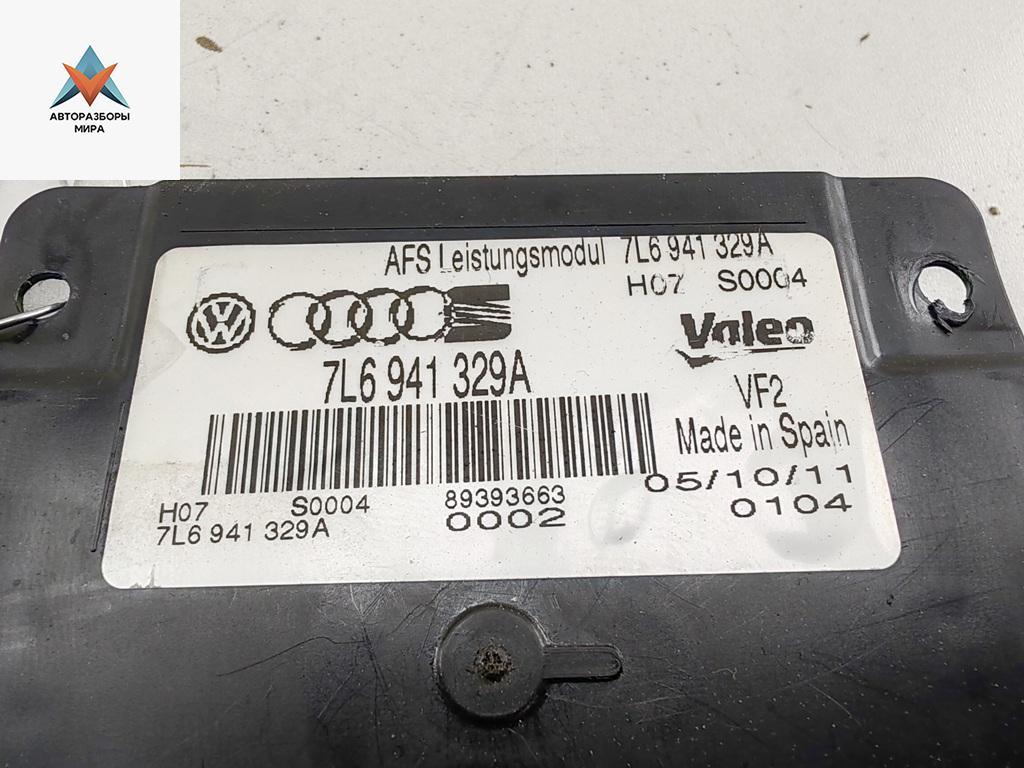 АВТОРАЗБОРЫ
МИРА
AFS Leistungsmodul 7L6 941 329A
H07 S0004
Valeo
7L6 941 329A
VF2
Made in Spain
05/10/11
0104
H07 S0004 89393663
7L6 941 329A 0002